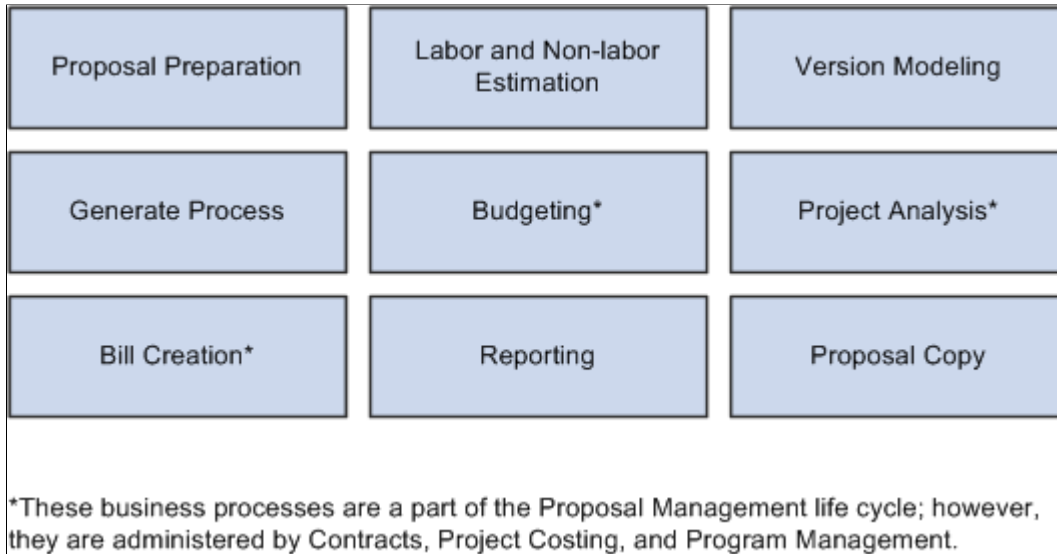 Proposal Preparation
Labor and Non-labor
Estimation
Version Modeling
Generate Process
Budgeting*
Project Analysis*
Bill Creation*
Reporting
Proposal Copy
*These business processes are a part of the Proposal Management life cycle; however,
they are administered by Contracts, Project Costing, and Program Management.